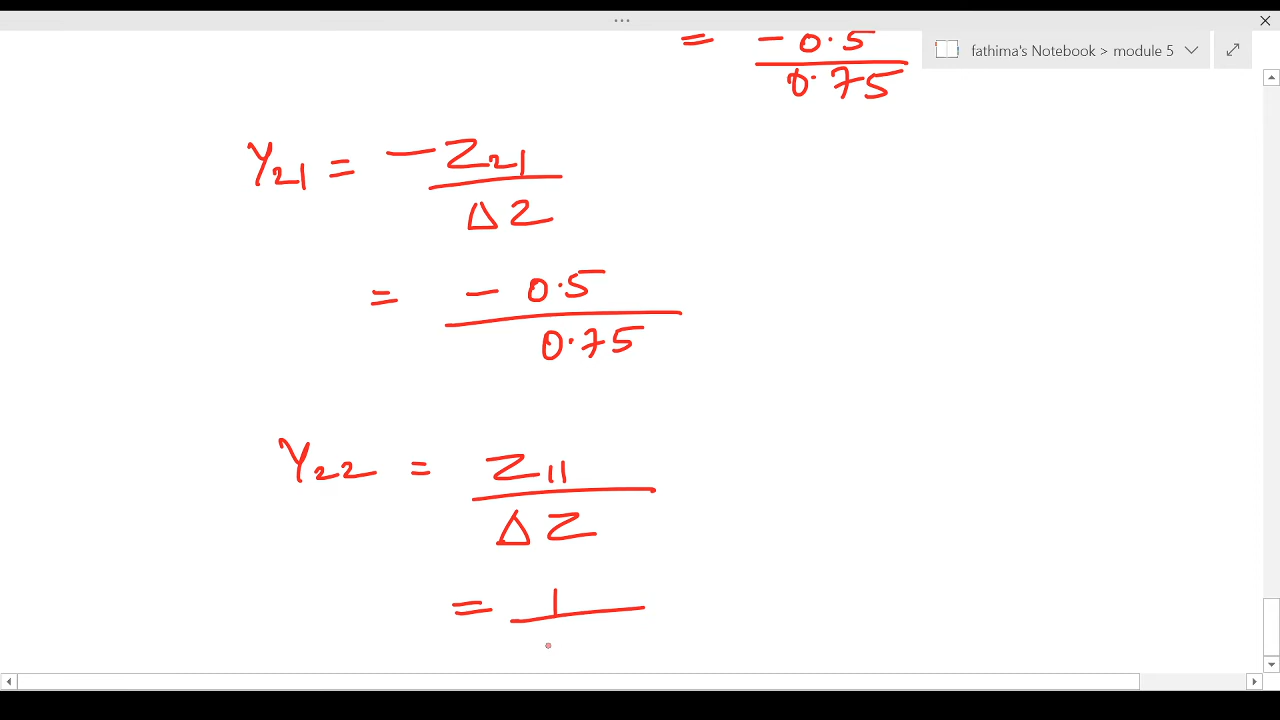 = -0.5
0.75
fathima's Notebook > module 5
Y21 = -Z21
ΔZ
= -0.5
0.75
Y22 = Z11
ΔZ
= 1